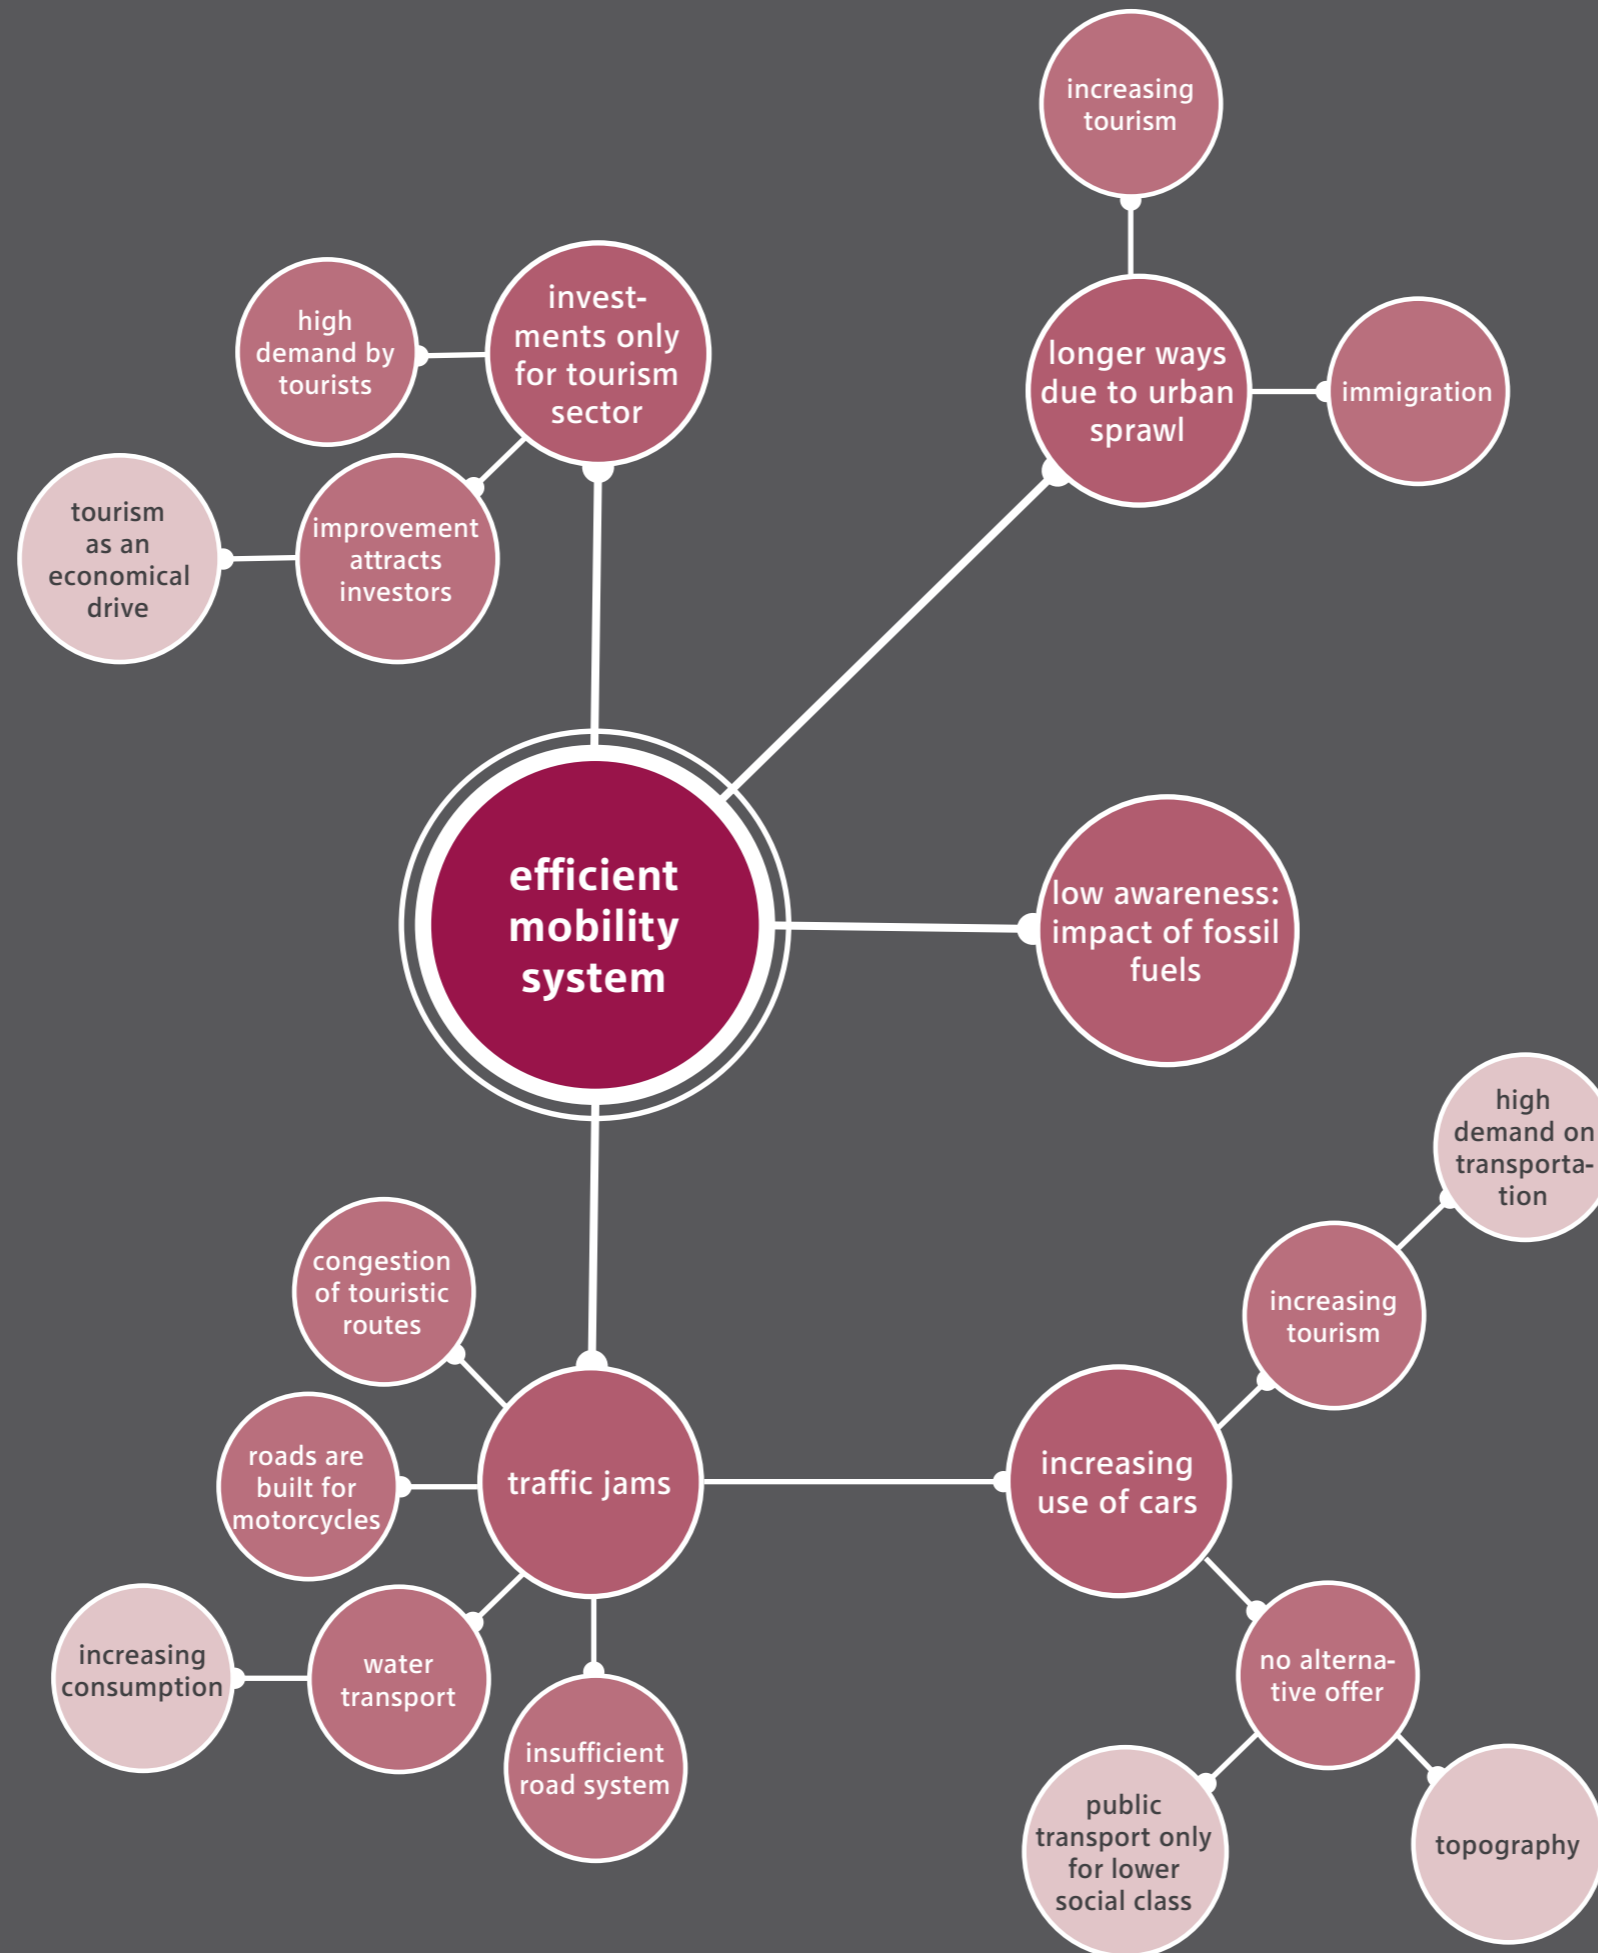 increasing
tourism
invest-
ments only
for tourism
sector
high
demand by
tourists
longer ways
due to urban
sprawl
immigration
tourism
as an
economical
drive
improvement
attracts
investors
efficient
mobility
system
low awareness:
impact of fossil
fuels
high
demand on
transporta-
tion
congestion
of touristic
routes
increasing
tourism
roads are
built for
motorcycles
traffic jams
increasing
use of cars
increasing
consumption
water
transport
no alterna-
tive offer
insufficient
road system
public
transport only
for lower
social class
topography